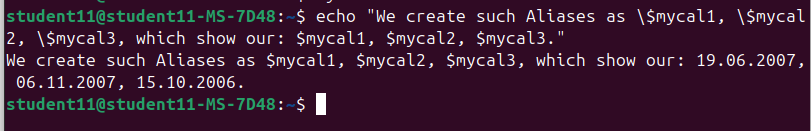 student11@student11-MS-7D48:~$ echo "We create such Aliases as \$mycal1, \$mycal
2, \$mycal3, which show our: $mycal1, $mycal2, $mycal3."
We create such Aliases as $mycal1, $mycal2, $mycal3, which show our: 19.06.2007,
 06.11.2007, 15.10.2006.
student11@student11-MS-7D48:~$